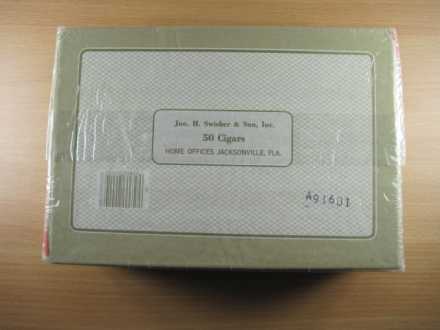 Jno. H. Swisher & Son, Inc.
50 Cigars
HOME OFFICES JACKSONVILLE, FLA.
A91601